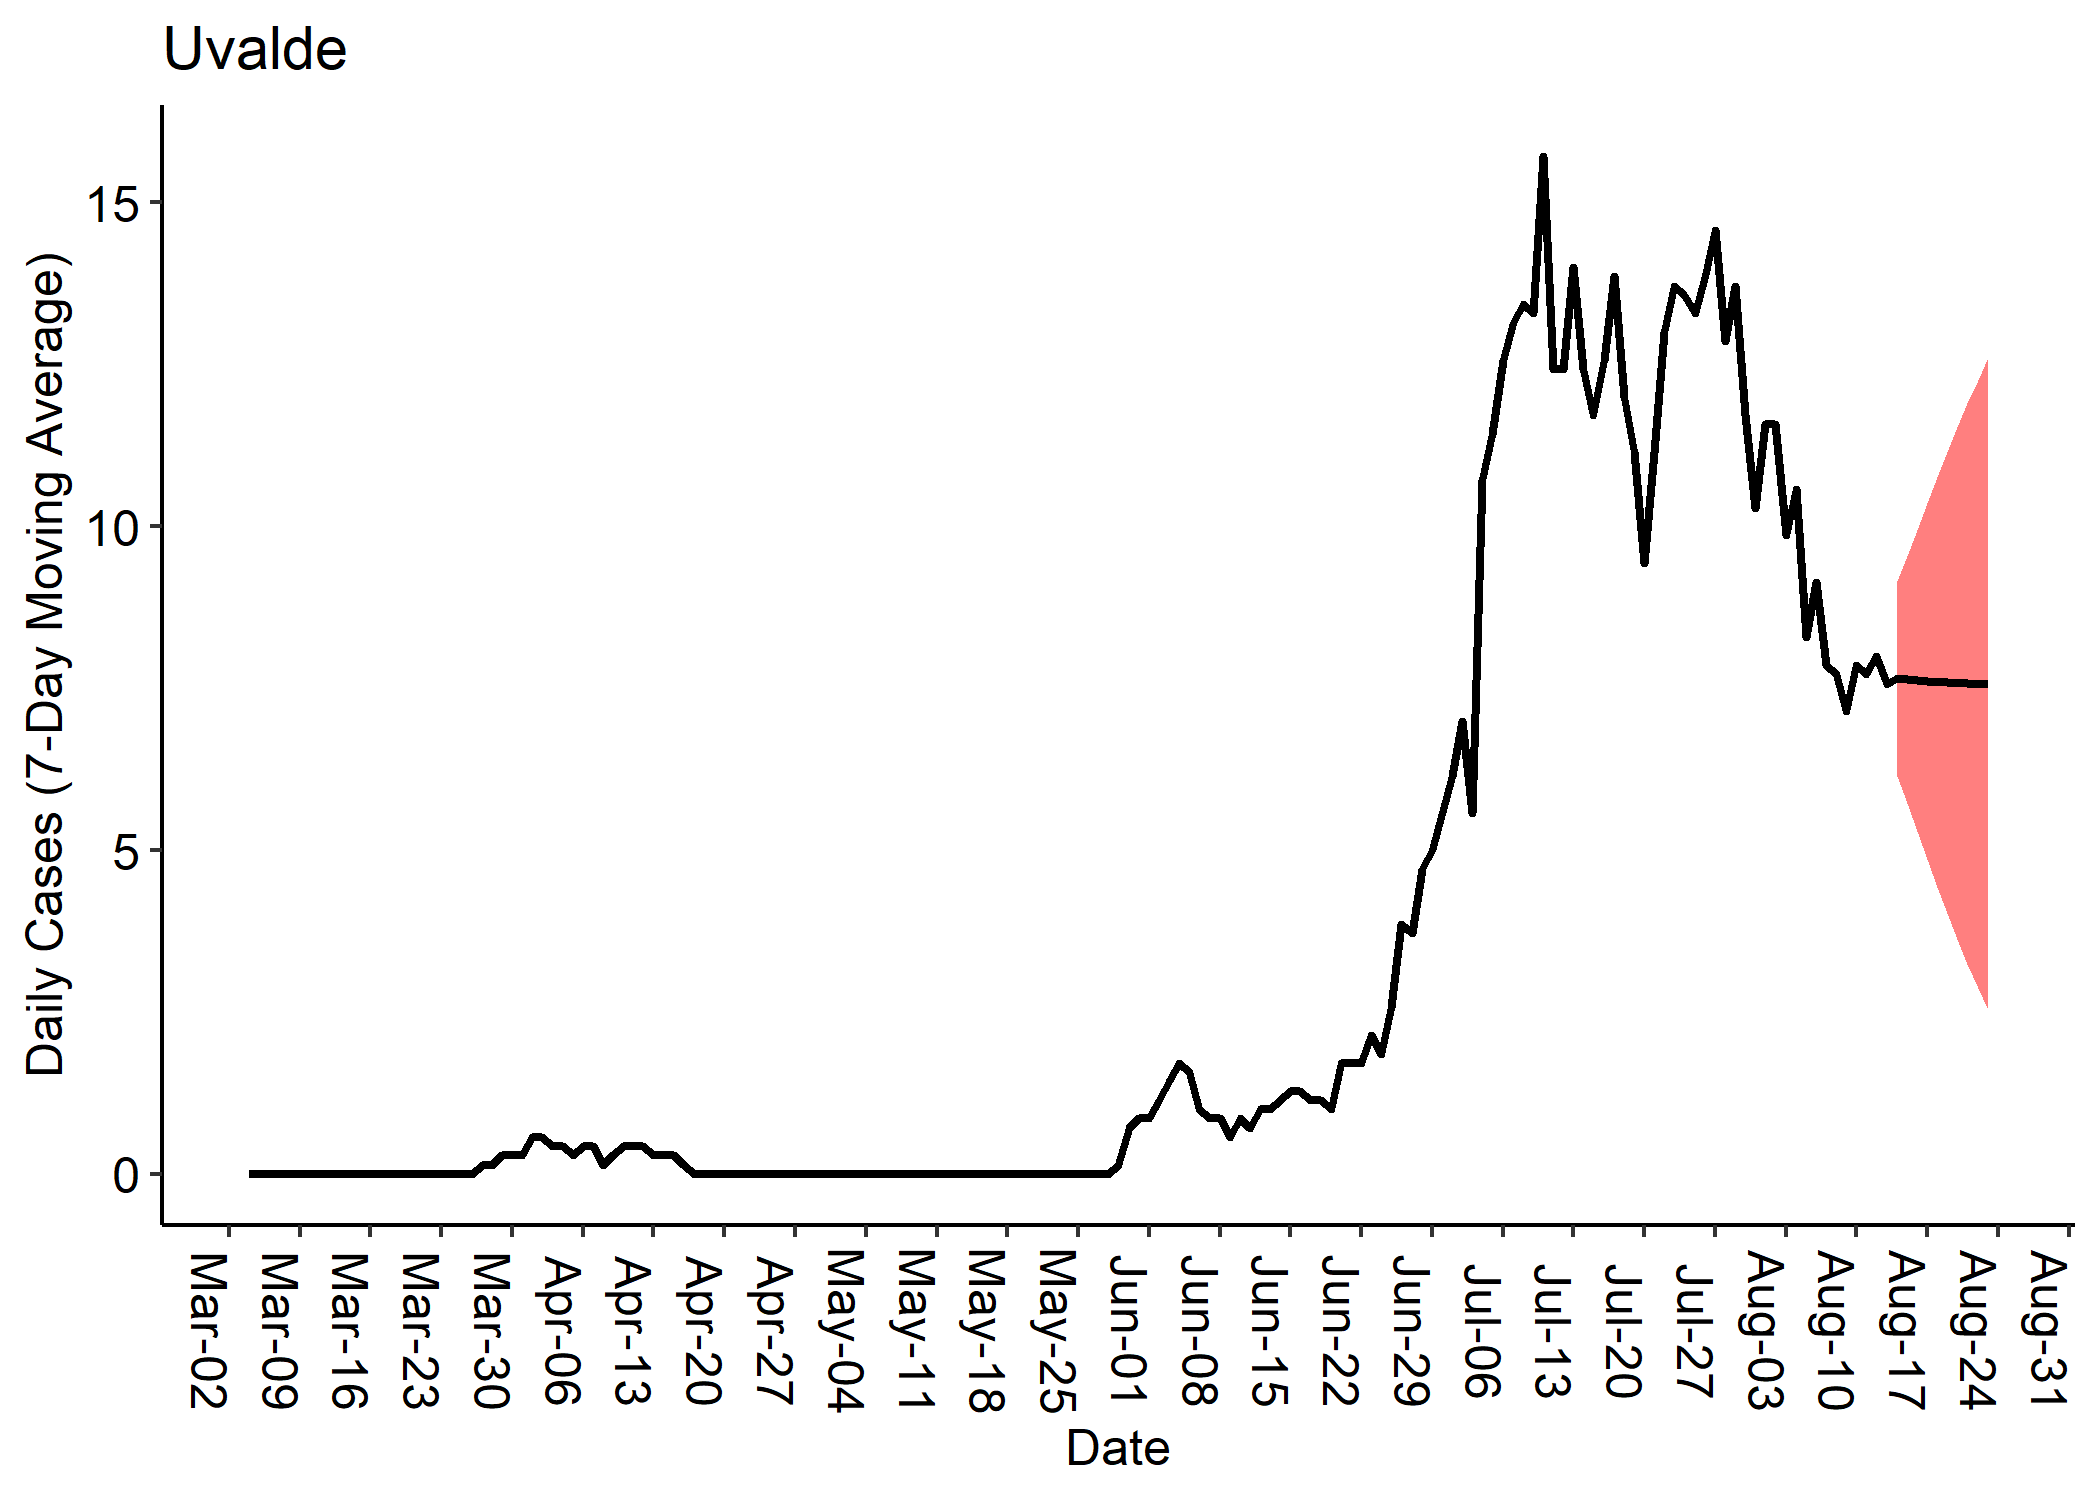 Uvalde
Daily Cases (7-Day Moving Average)
15
10
5
0
Mar-02
Mar-09
Mar-16
Mar-23
Mar-30
Apr-06
Apr-13
Apr-20
Apr-27
May-04
May-11
May-18
May-25
Jun-01
Jun-08
Jun-15
Jun-22
Jun-29
Jul-06
Jul-13
Jul-20
Jul-27
Aug-03
Aug-10
Aug-17
Aug-24
Aug-31
Date